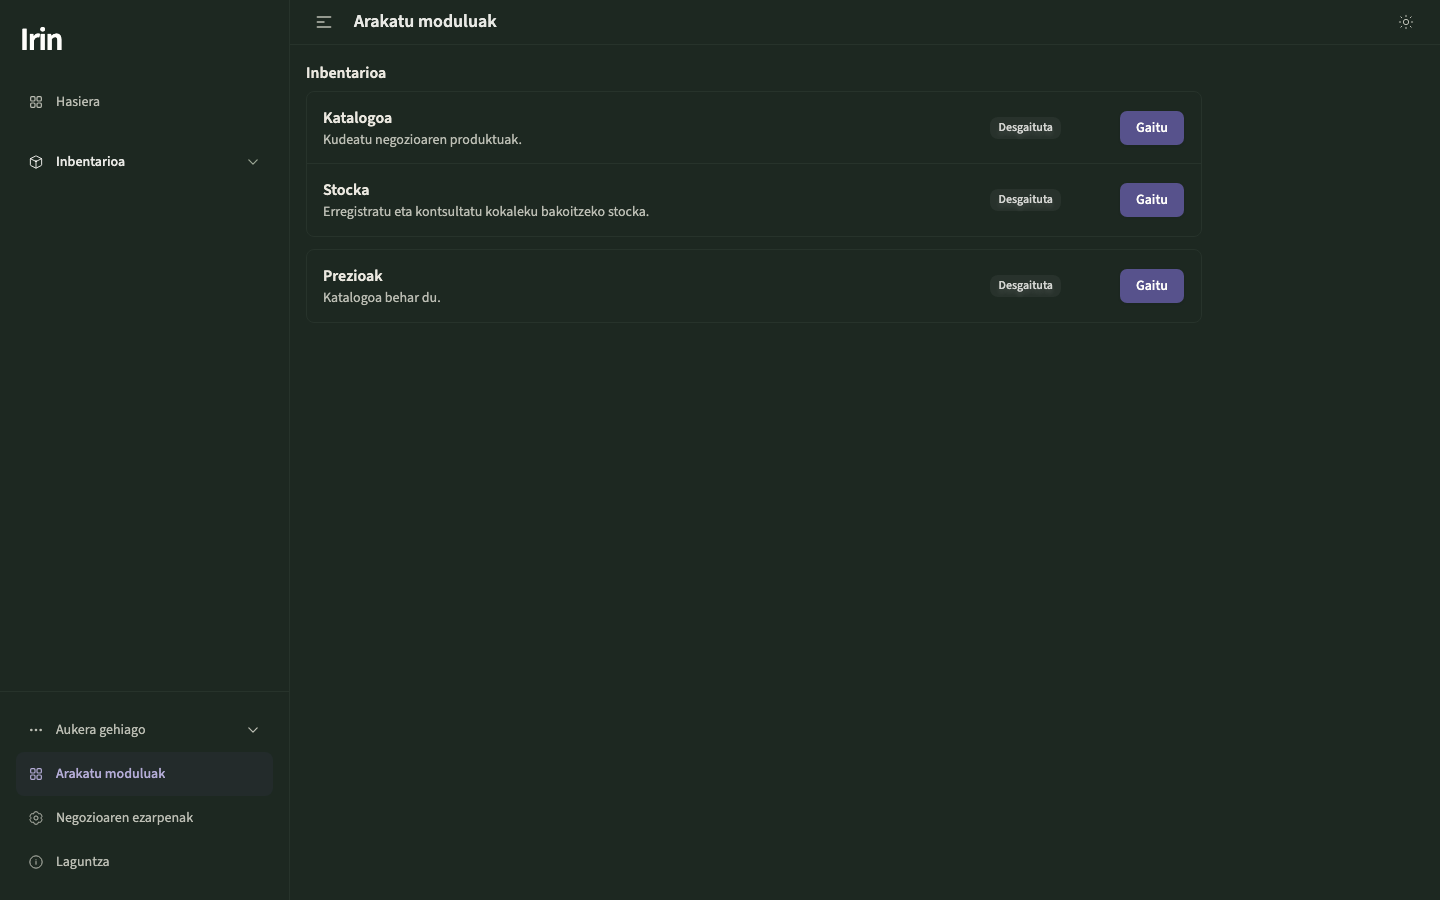 Irin
Hasiera
Inbentarioa
Aukera gehiago
Arakatu moduluak
Negozioaren ezarpenak
Laguntza
Arakatu moduluak
Inbentarioa
Katalogoa
Kudeatu negozioaren produktuak.
Desgaituta
Gaitu
Stocka
Erregistratu eta kontsultatu kokaleku bakoitzeko stocka.
Desgaituta
Gaitu
Prezioak
Katalogoa behar du.
Desgaituta
Gaitu